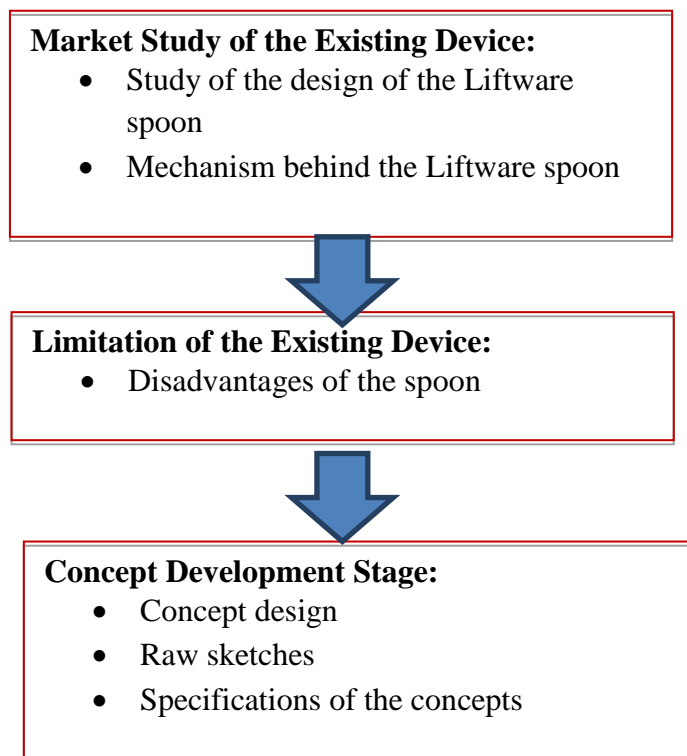 Market Study of the Existing Device:
• Study of the design of the Liftware
spoon
• Mechanism behind the Liftware spoon
Limitation of the Existing Device:
• Disadvantages of the spoon
Concept Development Stage:
• Concept design
• Raw sketches
• Specifications of the concepts